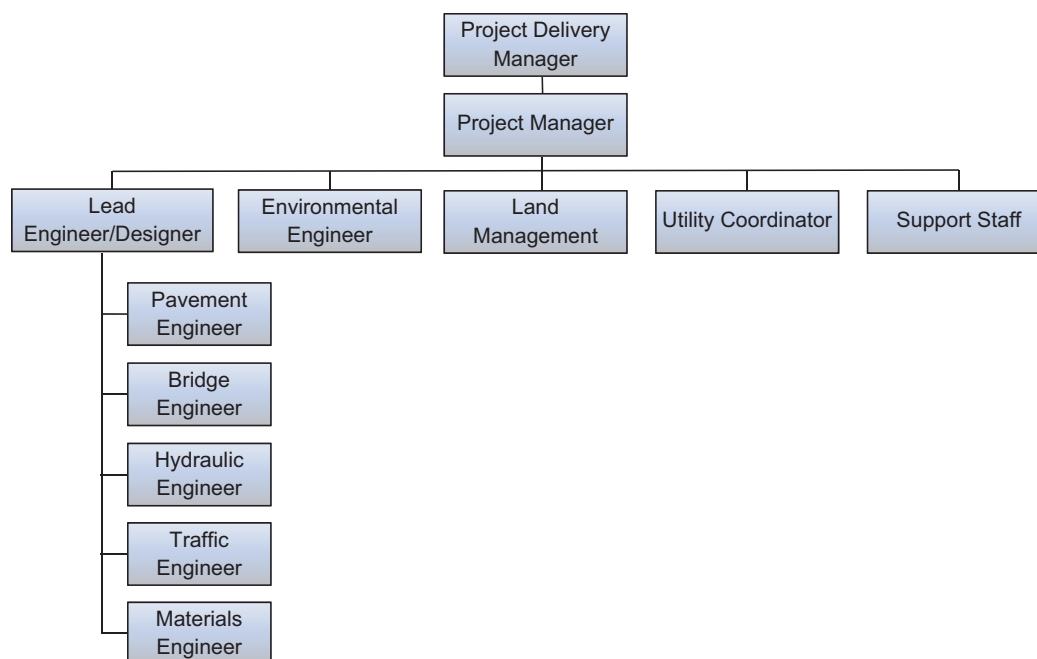 Project Delivery
Manager
Project Manager
Lead
Engineer/Designer
Environmental
Engineer
Land
Management
Utility Coordinator
Support Staff
Pavement
Engineer
Bridge
Engineer
Hydraulic
Engineer
Traffic
Engineer
Materials
Engineer